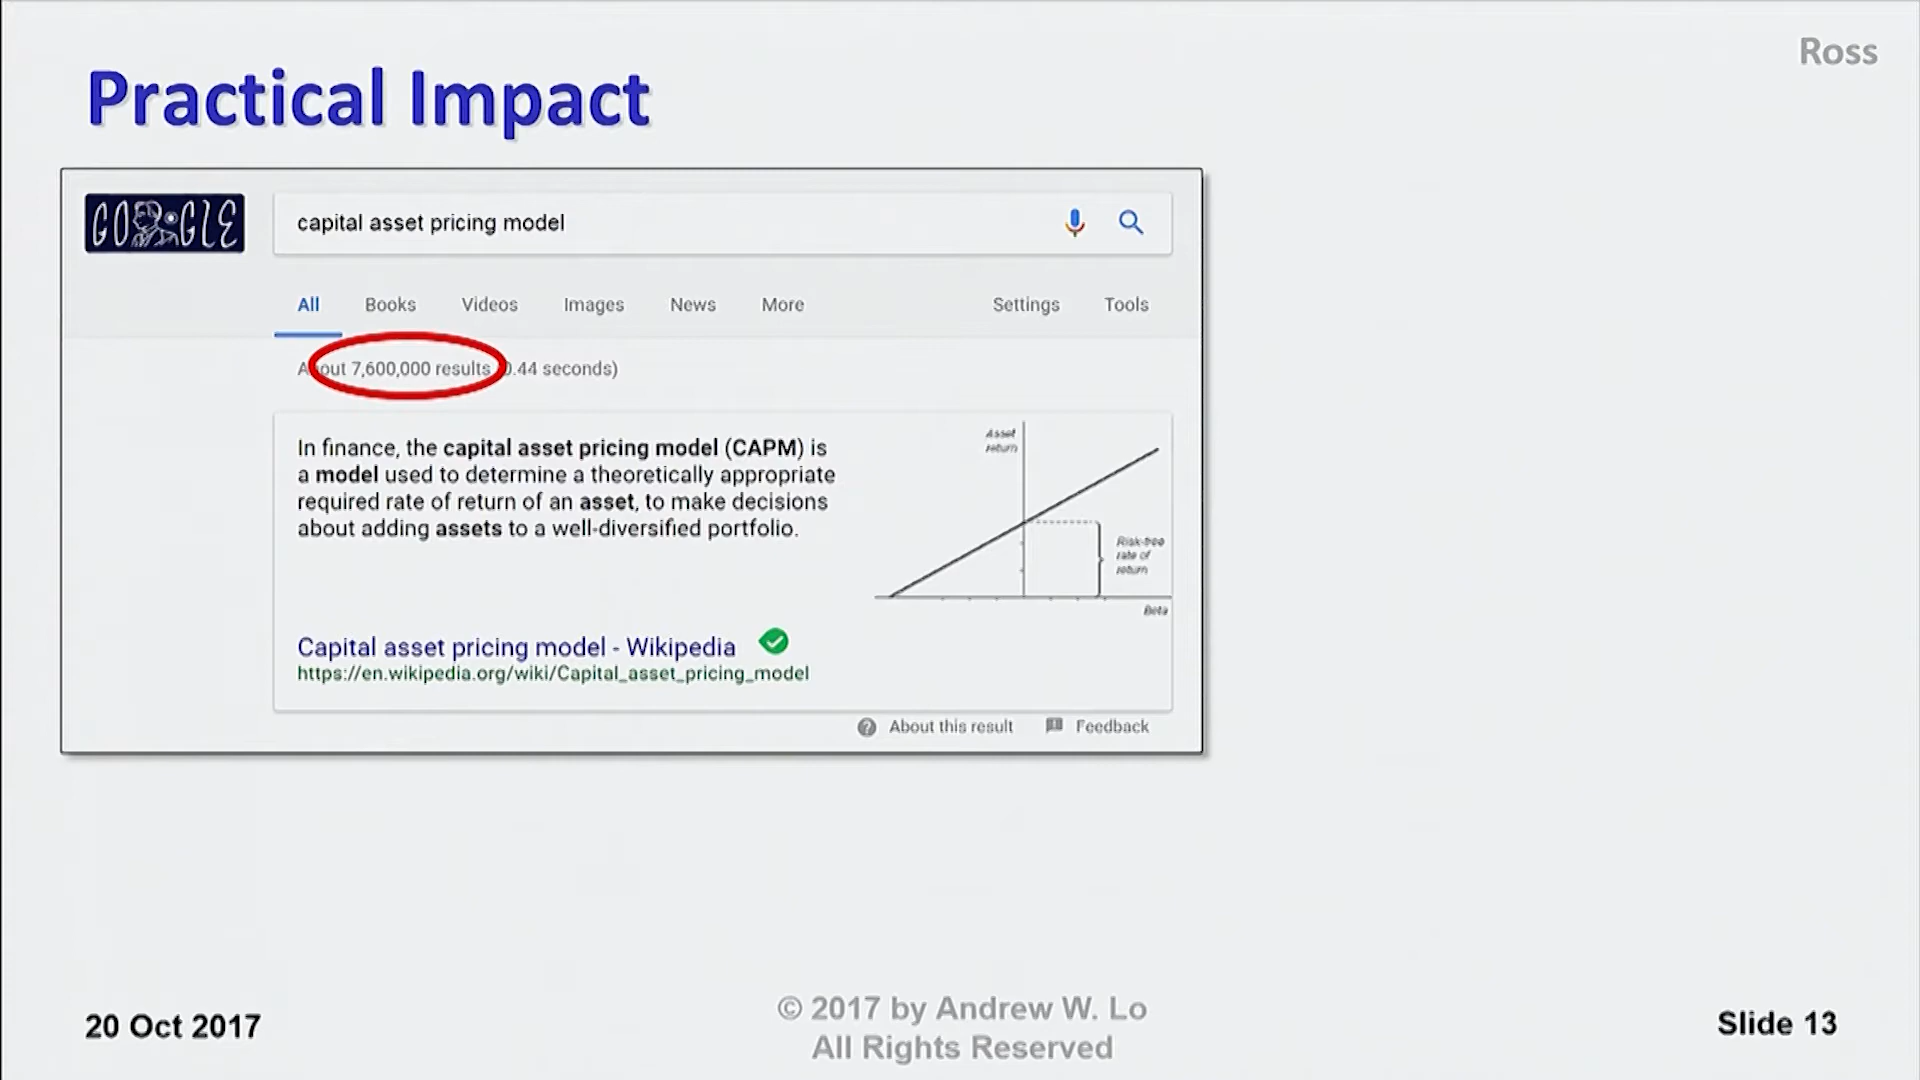 Ross
Practical Impact
GOOGLE
capital asset pricing model
All Books Videos Images News More Settings Tools
About 7,600,000 results (0.44 seconds)
In finance, the capital asset pricing model (CAPM) is
a model used to determine a theoretically appropriate
required rate of return of an asset, to make decisions
about adding assets to a well-diversified portfolio.
Asset
return
Risk-free
rate of
return
Beta
Capital asset pricing model - Wikipedia
https://en.wikipedia.org/wiki/Capital_asset_pricing_model
About this result Feedback
20 Oct 2017
© 2017 by Andrew W. Lo
All Rights Reserved
Slide 13